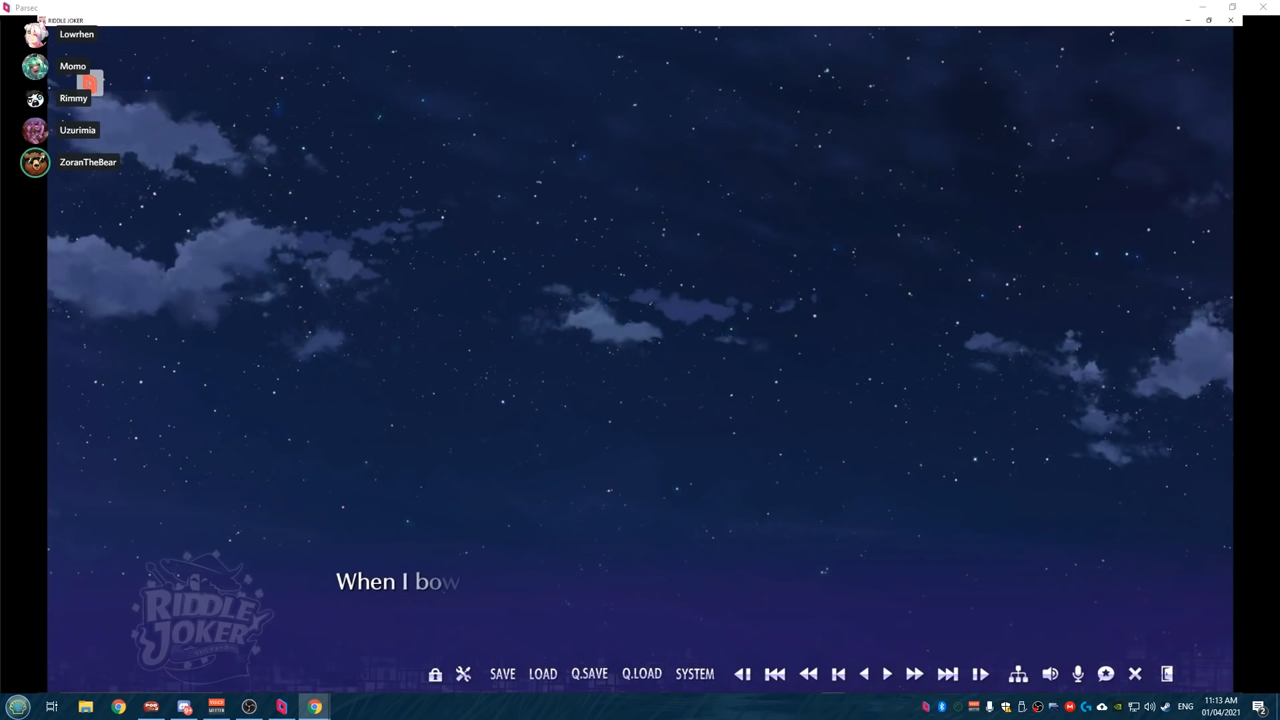 Parsec
RIDDLE JOKER
Lowrhen
Momo
Rimmy
Uzurimia
ZoranTheBear
When I bow
RIDDLE
JOKER
SAVE LOAD Q.SAVE Q.LOAD SYSTEM
ENG
11:13 AM
01/04/2021